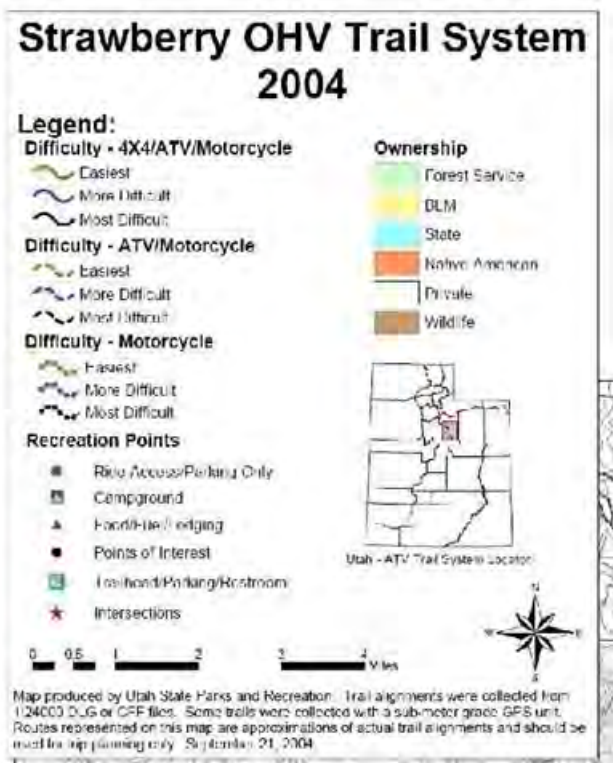 Strawberry OHV Trail System
2004
Legend:
Difficulty - 4X4/ATV/Motorcycle
Easiest
More Difficult
Most Difficult
Difficulty - ATV/Motorcycle
Easiest
More Difficult
Most Difficult
Difficulty - Motorcycle
Easiest
More Difficult
Most Difficult
Recreation Points
Ride Access/Parking Only
Campground
Food/Fuel/Lodging
Points of Interest
Trailhead/Parking/Restroom
Intersections
Ownership
Forest Service
BLM
State
Native American
Private
Wildlife
Utah - ATV Trail System Locator
N
W E
S
0 0.5 1 2 3 4
Miles
Map produced by Utah State Parks and Recreation. Trail alignments were collected from
1:24000 DLG or CFF files. Some trails were collected with a sub-meter grade GPS unit.
Routes represented on this map are approximations of actual trail alignments and should be
used for trip planning only. September 21, 2004